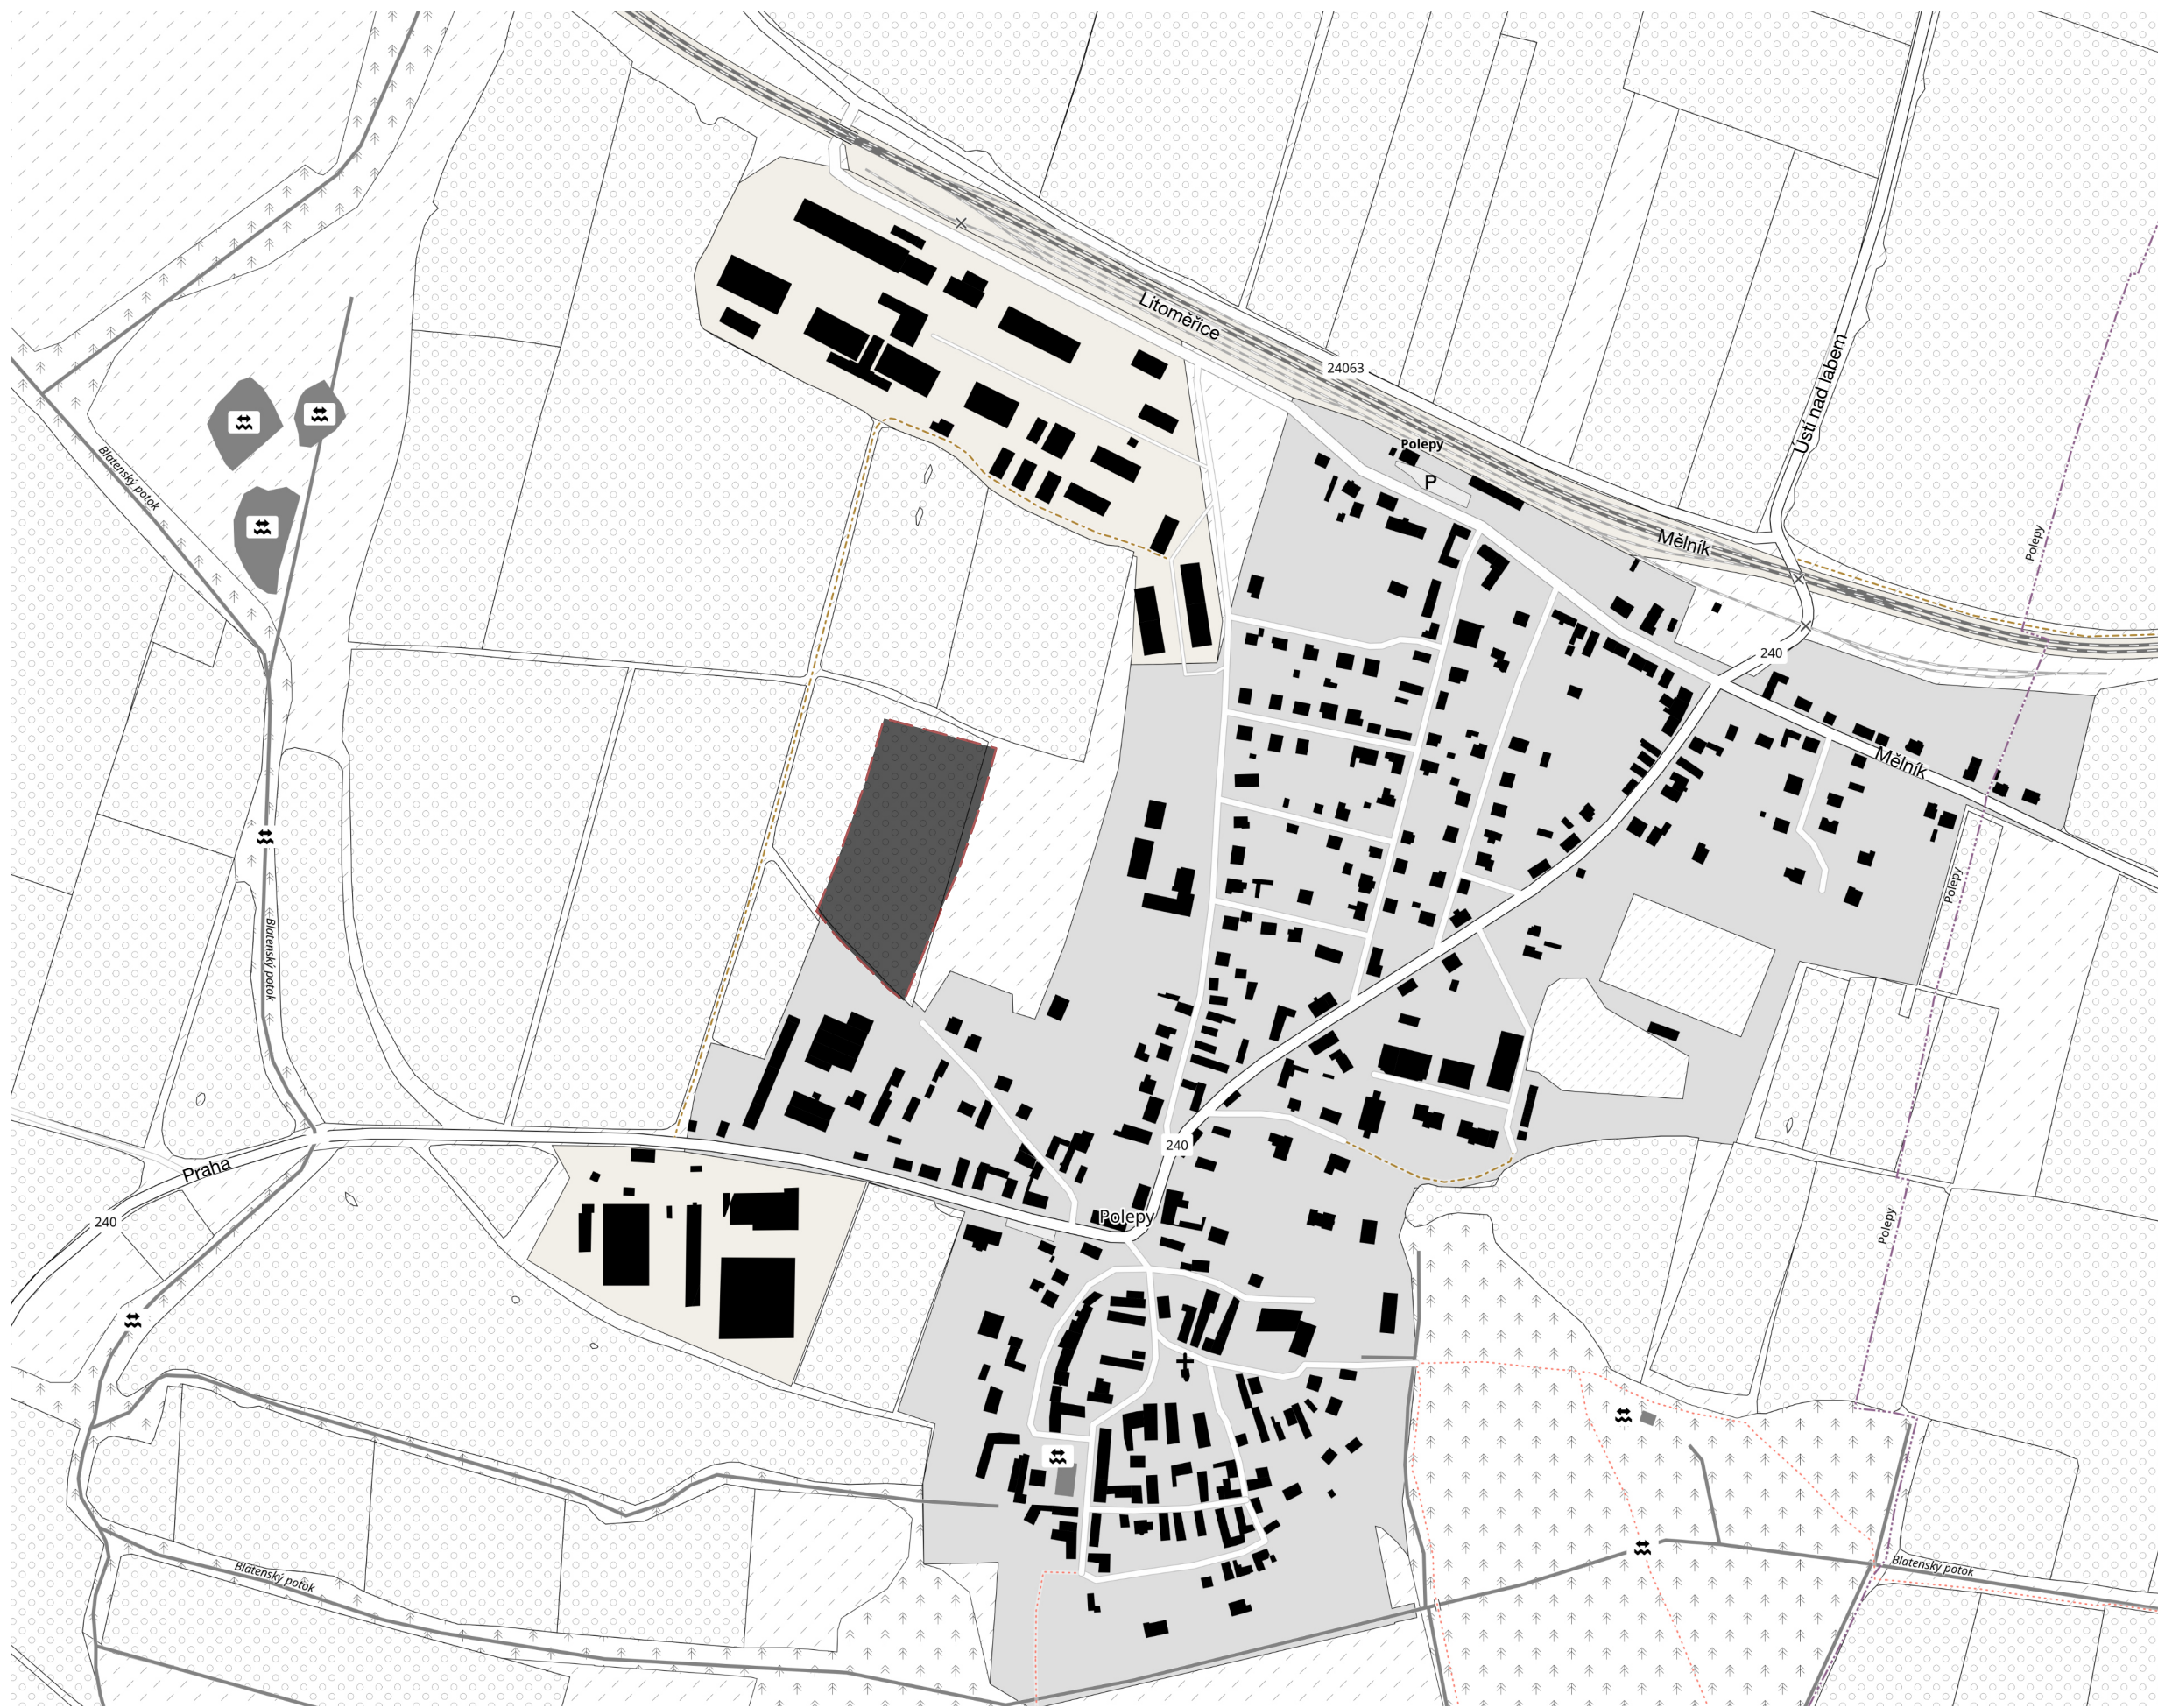 Litoměřice
24063
Ústí nad labem
Polepy
P
Blatenský potok
Mělník
Polepy
240
Mělník
Polepy
Blatenský potok
240
Praha
240
Polepy
Polepy
Blatenský potok
Blatenský potok